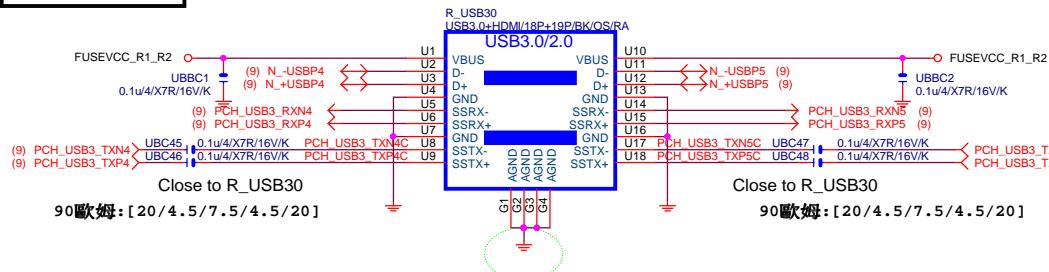 R_USB30
USB3.0+HDMI/18P+19P/BK/OS/RA
USB3.0/2.0
FUSEVCC_R1_R2 U1 VBUS VBUS U10 FUSEVCC_R1_R2
UBBC1 0.1u/4/X7R/16V/K
UBBC2 0.1u/4/X7R/16V/K
(9) N_-USBP4 U2 D- D- U11 N_-USBP5 (9)
(9) N_+USBP4 U3 D+ D+ U12 N_+USBP5 (9)
U4 GND GND U13
(9) PCH_USB3_RXN4 U5 SSRX- SSRX- U14 PCH_USB3_RXN5 (9)
(9) PCH_USB3_RXP4 U6 SSRX+ SSRX+ U15 PCH_USB3_RXP5 (9)
U7 GND GND U16
(9) PCH_USB3_TXN4 UBC45 0.1u/4/X7R/16V/K PCH_USB3_TXN4C U8 SSTX- SSTX- U17 PCH_USB3_TXN5C UBC47 0.1u/4/X7R/16V/K PCH_USB3_T
(9) PCH_USB3_TXP4 UBC46 0.1u/4/X7R/16V/K PCH_USB3_TXP4C U9 SSTX+ SSTX+ U18 PCH_USB3_TXP5C UBC48 0.1u/4/X7R/16V/K PCH_USB3_T
AGND AGND AGND AGND
G1 G2 G3 G4
Close to R_USB30
90歐姆:[20/4.5/7.5/4.5/20]
Close to R_USB30
90歐姆:[20/4.5/7.5/4.5/20]